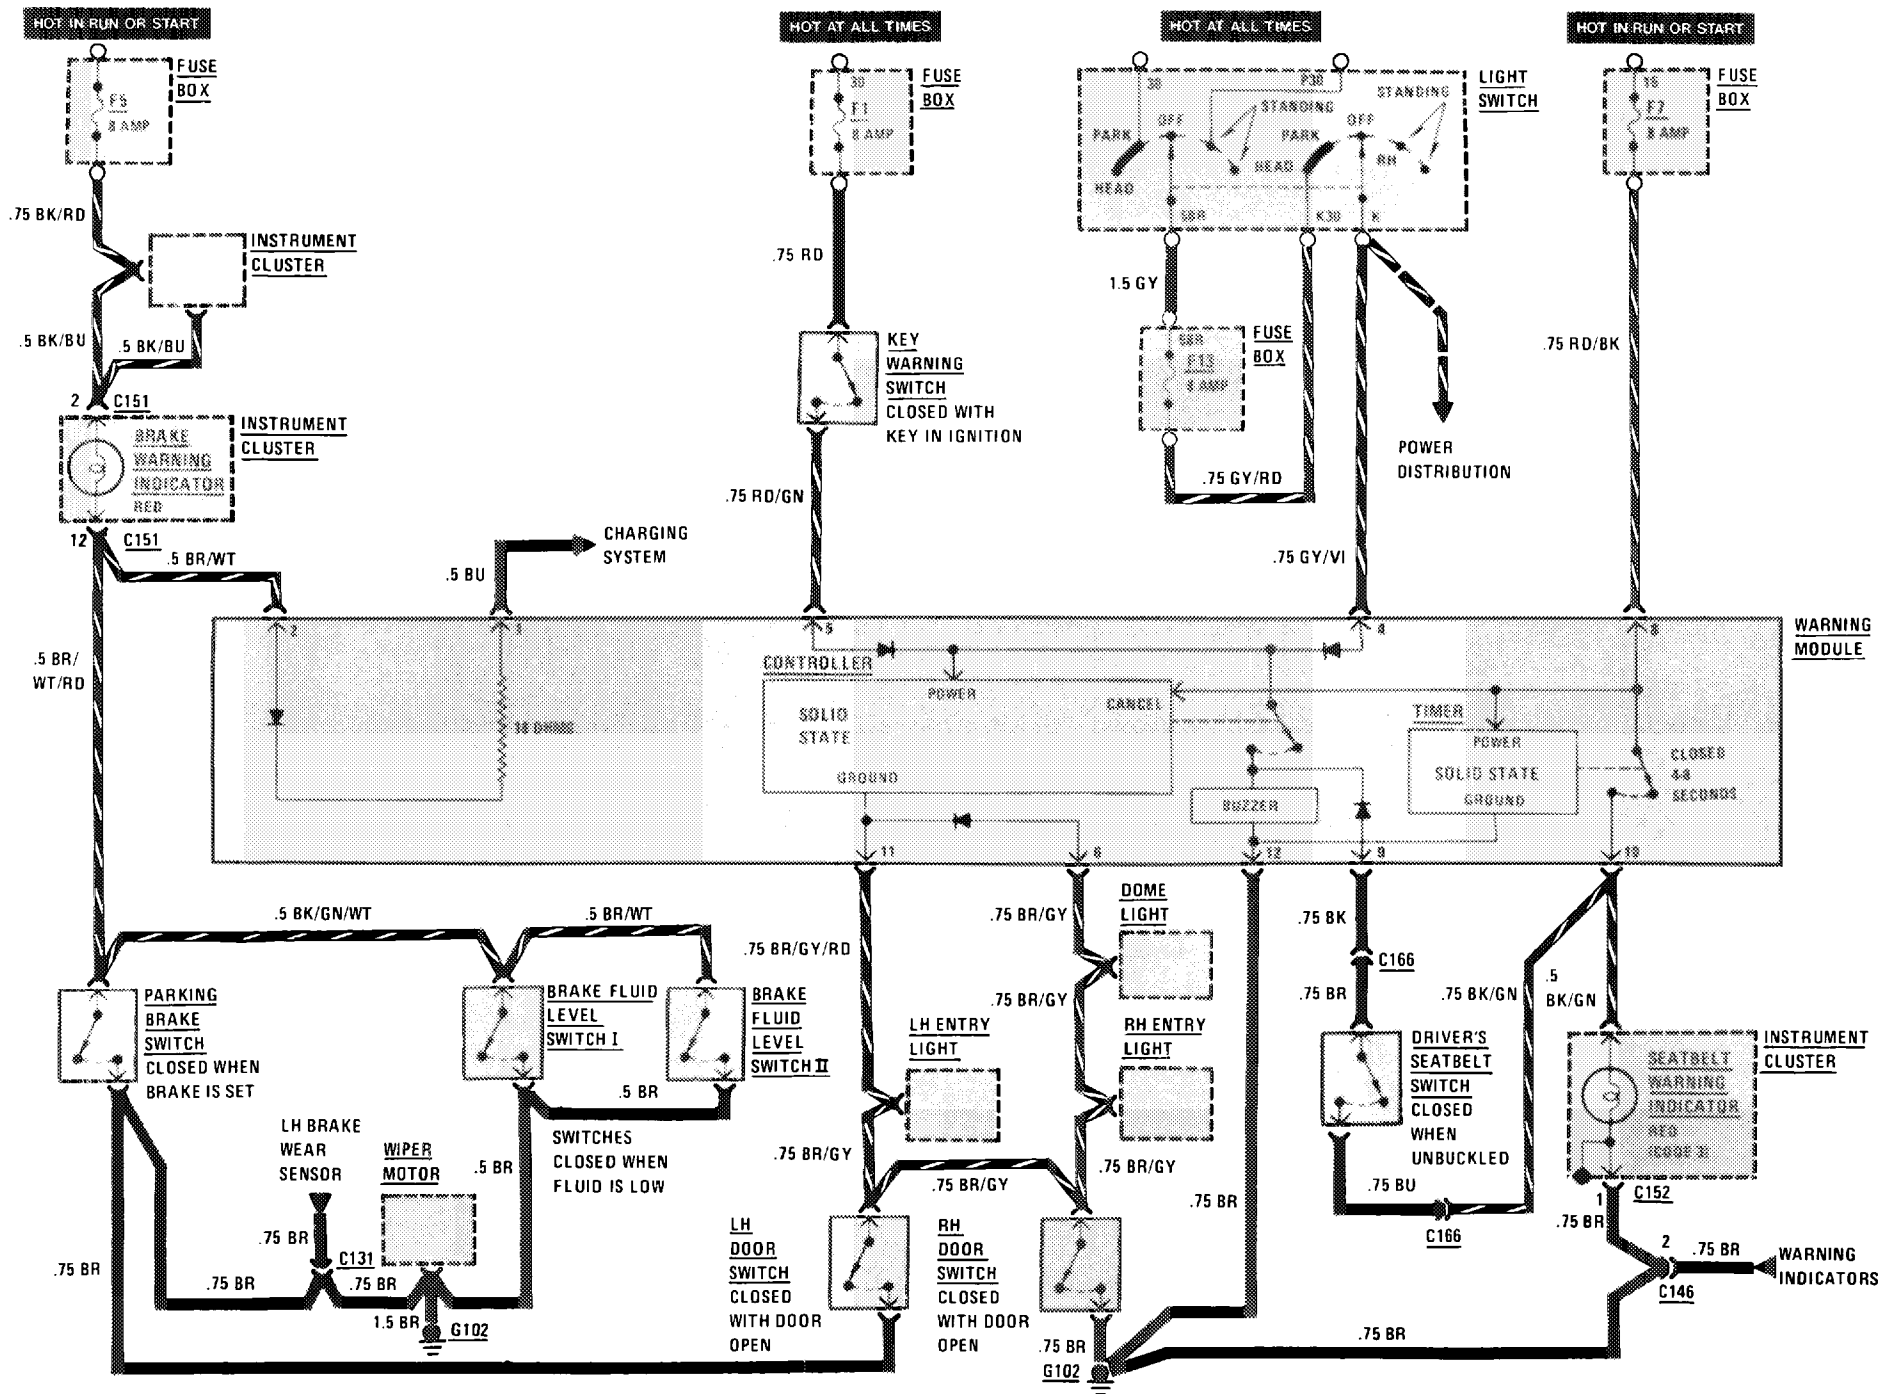 HOT IN RUN OR START
HOT AT ALL TIMES
HOT AT ALL TIMES
HOT IN RUN OR START
FUSE
BOX
F5
8 AMP
30
F1
8 AMP
FUSE
BOX
30
P30
STANDING
STANDING
OFF
OFF
PARK
PARK
HEAD
HEAD
RH
58R
K30
K
LIGHT
SWITCH
15
F7
8 AMP
FUSE
BOX
.75 BK/RD
INSTRUMENT
CLUSTER
.75 RD
1.5 GY
.5 BK/BU
.5 BK/BU
KEY
WARNING
SWITCH
CLOSED WITH
KEY IN IGNITION
58R
F13
8 AMP
FUSE
BOX
.75 RD/BK
2
C151
INSTRUMENT
CLUSTER
BRAKE
WARNING
INDICATOR
RED
POWER
DISTRIBUTION
.75 GY/RD
.75 RD/GN
12
C151
.5 BR/WT
CHARGING
SYSTEM
.5 BU
.75 GY/VI
.5 BR/
WT/RD
2
5
4
8
WARNING
MODULE
CONTROLLER
POWER
CANCEL
SOLID
STATE
GROUND
18 OHMS
TIMER
POWER
SOLID STATE
GROUND
CLOSED
4-8
SECONDS
BUZZER
11
6
12
9
10
.5 BK/GN/WT
.5 BR/WT
.75 BR/GY/RD
.75 BR/GY
DOME
LIGHT
.75 BK
C166
.75 BR/GY
.75 BR
.75 BK/GN
.5
BK/GN
PARKING
BRAKE
SWITCH
CLOSED WHEN
BRAKE IS SET
BRAKE FLUID
LEVEL
SWITCH I
BRAKE
FLUID
LEVEL
SWITCH II
LH ENTRY
LIGHT
RH ENTRY
LIGHT
DRIVER'S
SEATBELT
SWITCH
CLOSED
WHEN
UNBUCKLED
INSTRUMENT
CLUSTER
SEATBELT
WARNING
INDICATOR
RED
.5 BR
LH BRAKE
WEAR
SENSOR
WIPER
MOTOR
SWITCHES
CLOSED WHEN
FLUID IS LOW
.5 BR
.75 BR/GY
.75 BR/GY
.75 BR/GY
.75 BR
.75 BU
C166
1
C152
.75 BR
2
.75 BR
WARNING
INDICATORS
C146
.75 BR
C131
.75 BR
.75 BR
.75 BR
1.5 BR
G102
LH
DOOR
SWITCH
CLOSED
WITH DOOR
OPEN
RH
DOOR
SWITCH
CLOSED
WITH DOOR
OPEN
.75 BR
G102
.75 BR